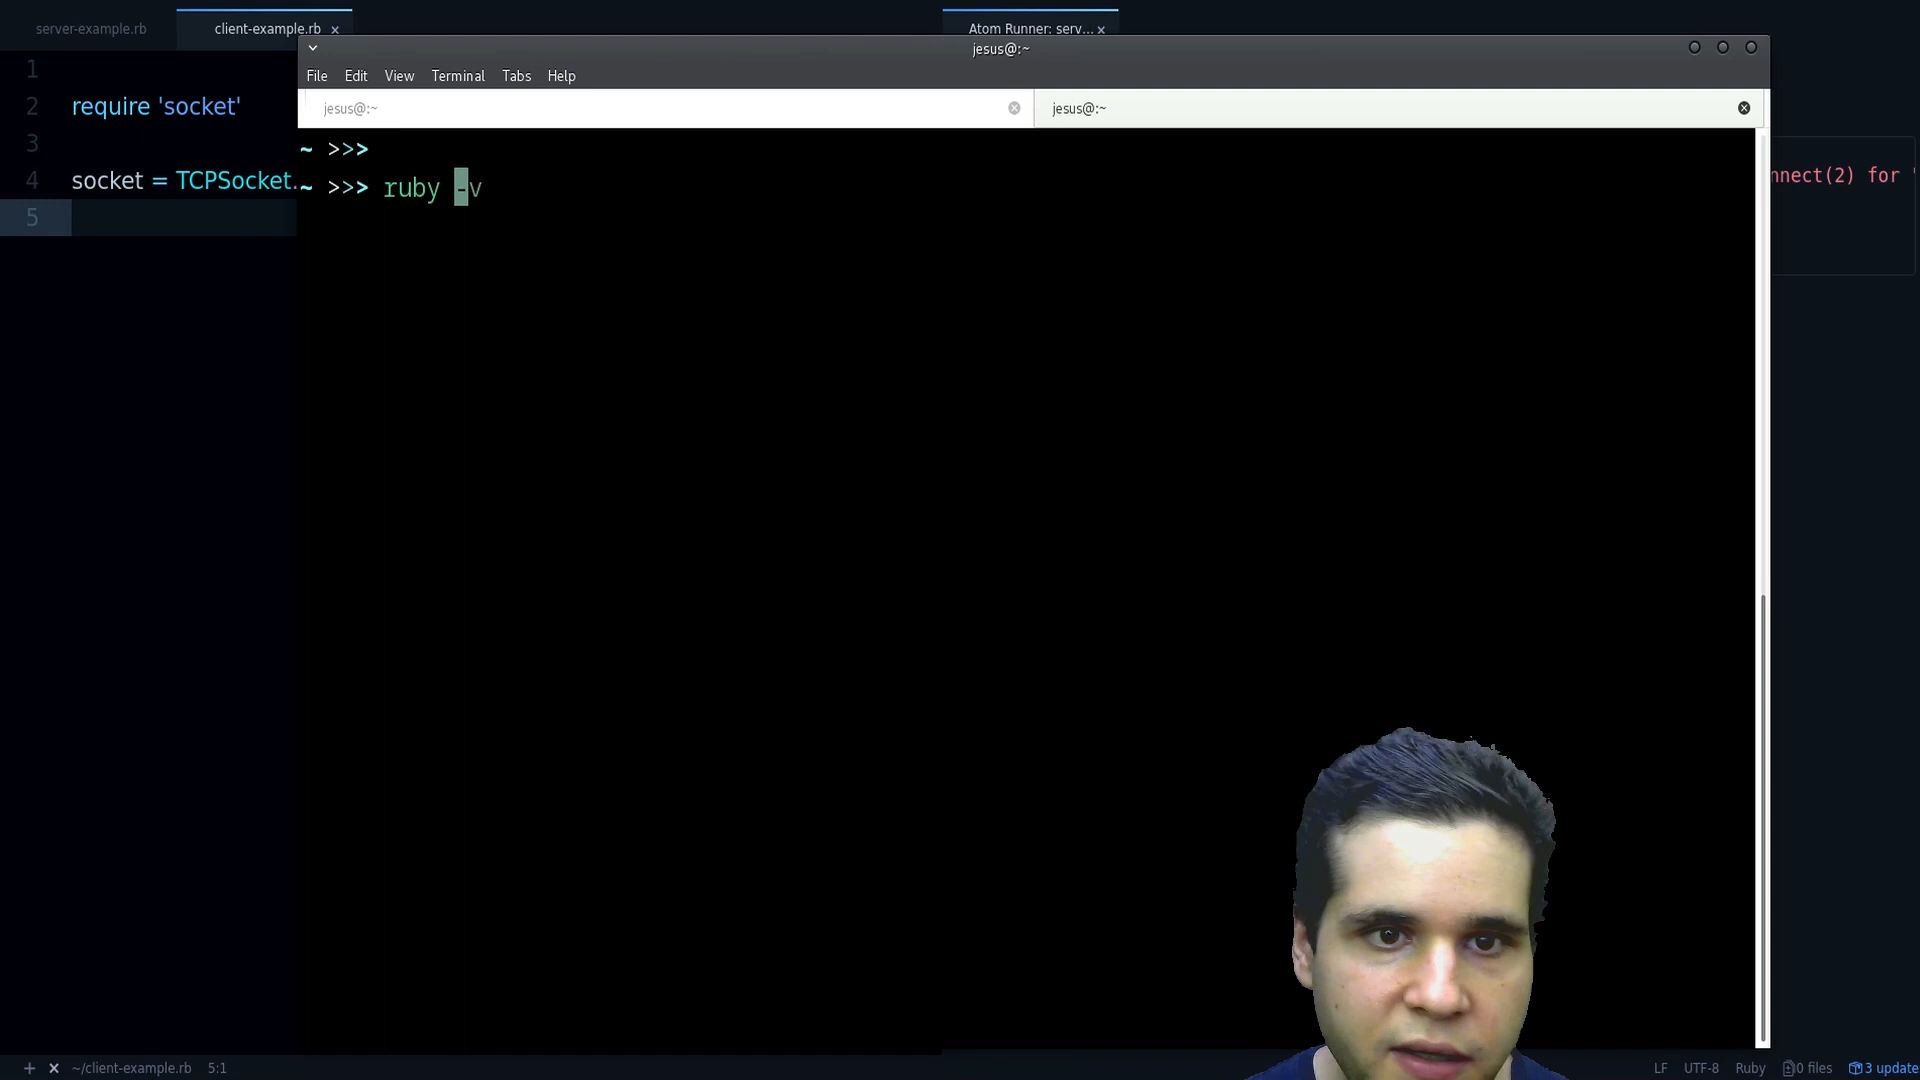 server-example.rb
client-example.rb ×
Atom Runner: serv... ×
jesus@:~
File Edit View Terminal Tabs Help
jesus@:~
jesus@:~
1
2 require 'socket'
3
4 socket = TCPSocket.
5
~ >>>
~ >>> ruby -v
nnect(2) for '
+ × ~/client-example.rb 5:1
LF UTF-8 Ruby 0 files 3 update